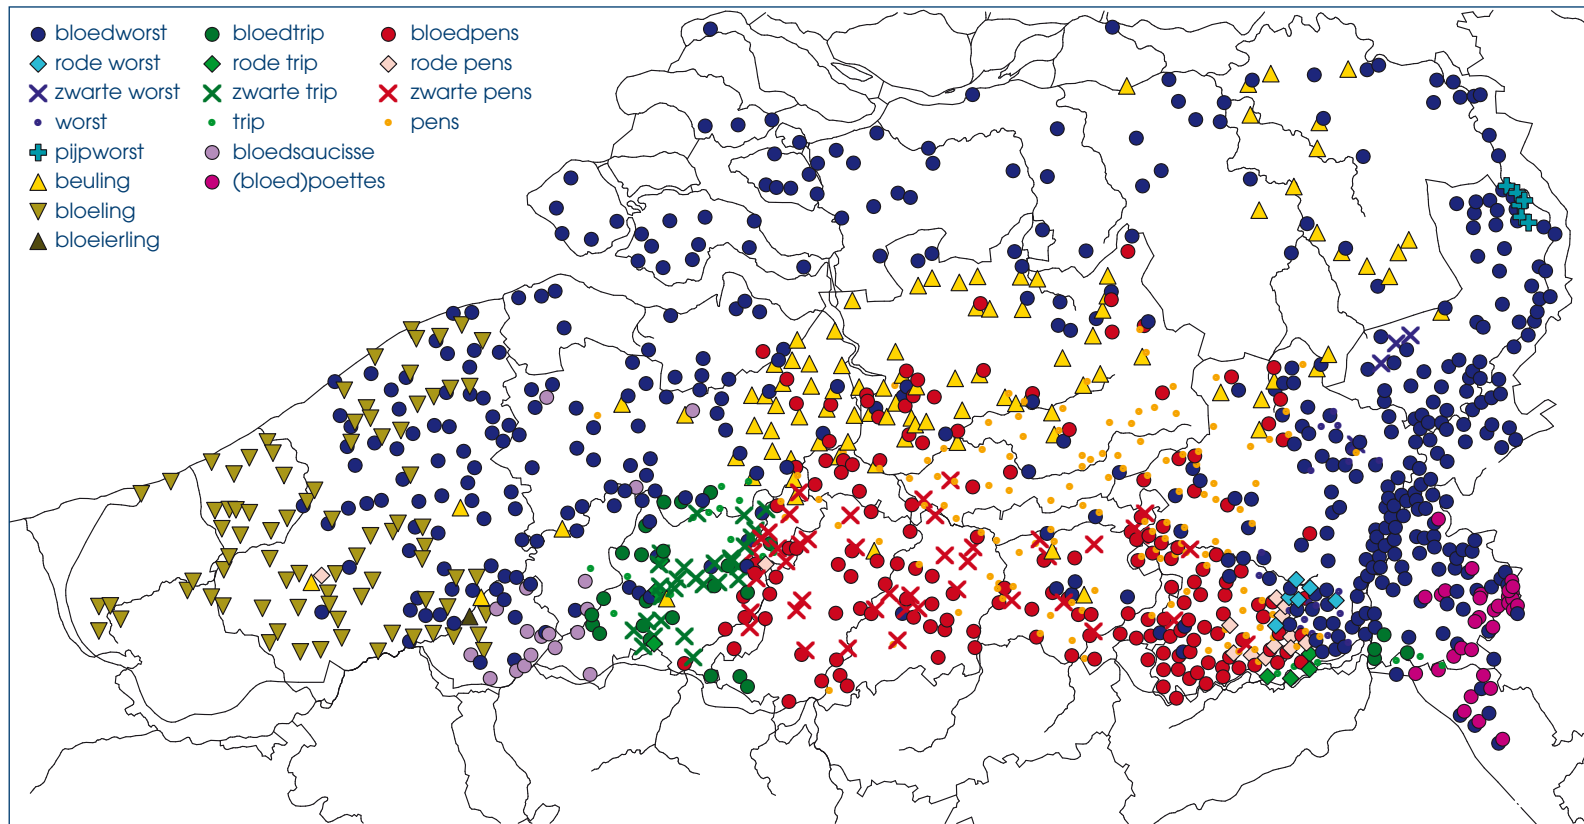 bloedworst
rode worst
zwarte worst
worst
pijpworst
beuling
bloeling
bloeierling
bloedtrip
rode trip
zwarte trip
trip
bloedsaucisse
(bloed)poettes
bloedpens
rode pens
zwarte pens
pens